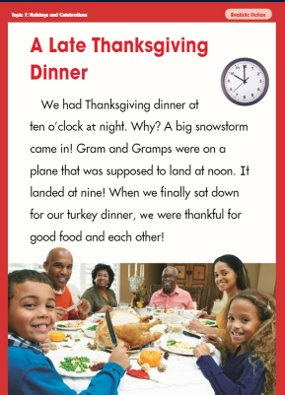 Topic 7: Holidays and Celebrations
Realistic Fiction
A Late Thanksgiving
Dinner
We had Thanksgiving dinner at
ten o'clock at night. Why? A big snowstorm
came in! Gram and Gramps were on a
plane that was supposed to land at noon. It
landed at nine! When we finally sat down
for our turkey dinner, we were thankful for
good food and each other!